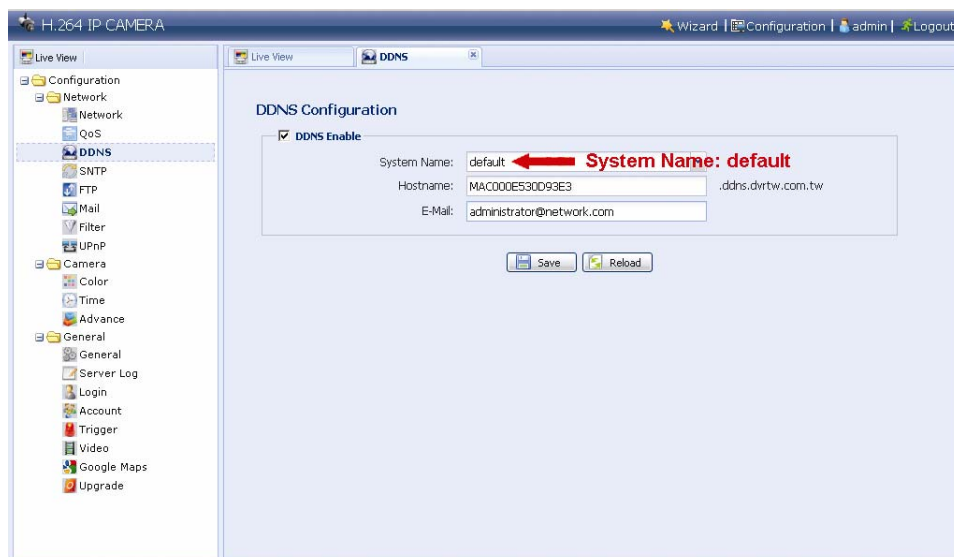 H.264 IP CAMERA
Wizard | Configuration | admin | Logout
Live View
Configuration
Network
Network
QoS
DDNS
SNTP
FTP
Mail
Filter
UPnP
Camera
Color
Time
Advance
General
General
Server Log
Login
Account
Trigger
Video
Google Maps
Upgrade
Live View DDNS
DDNS Configuration
DDNS Enable
System Name: default System Name: default
Hostname: MAC000E530D93E3 .ddns.dvrtw.com.tw
E-Mail: administrator@network.com
Save Reload